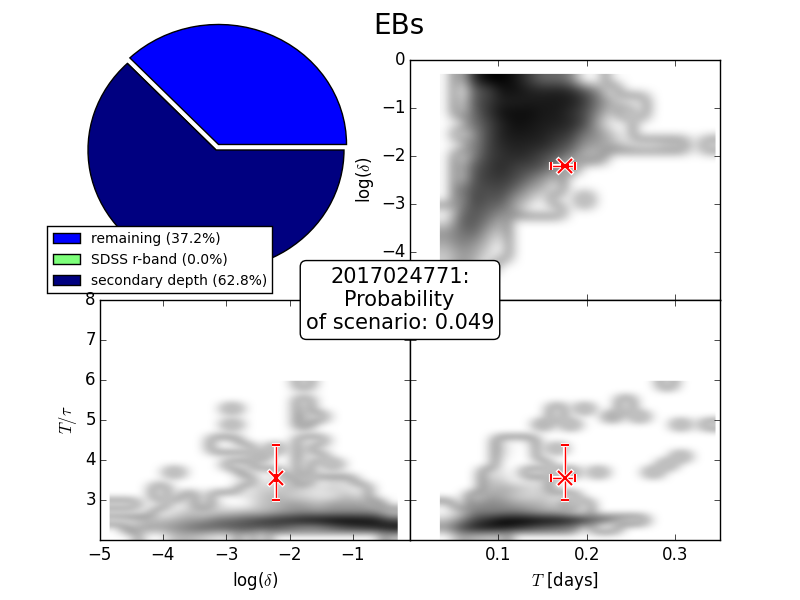 EBs
remaining (37.2%)
SDSS r-band (0.0%)
secondary depth (62.8%)
0
−1
−2
−3
−4
log(δ)
2017024771:
Probability
of scenario: 0.049
8
7
6
5
4
3
T/τ
−5 −4 −3 −2 −1
log(δ)
0.1 0.2 0.3
T [days]